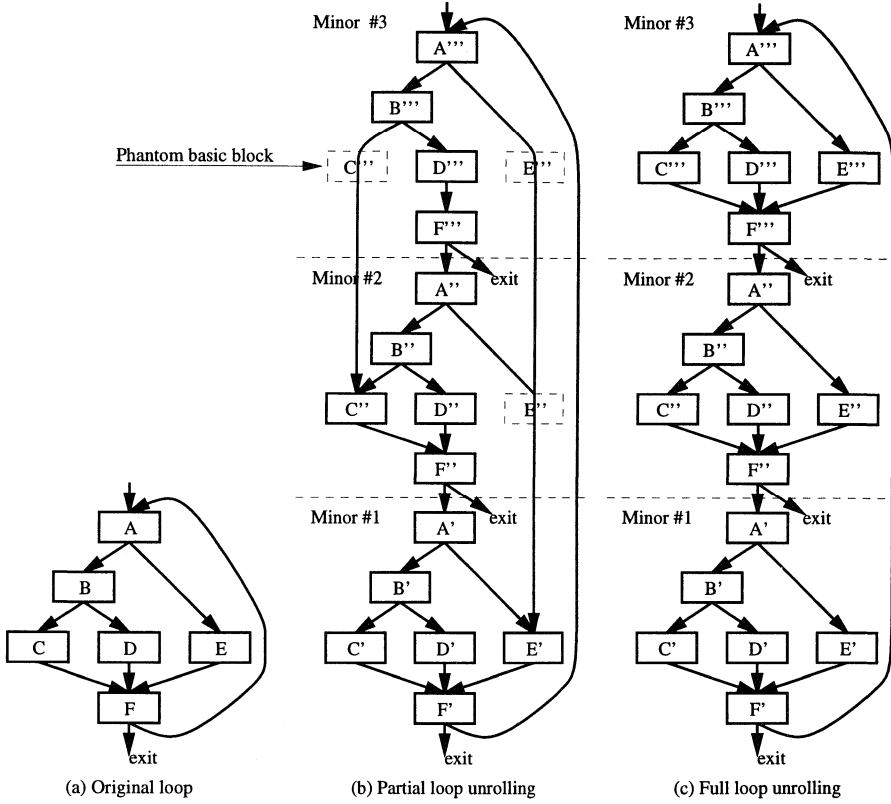 Minor #3
Minor #3
A'''
A'''
B'''
B'''
Phantom basic block
C'''
D'''
E'''
C'''
D'''
E'''
F'''
F'''
Minor #2
exit
Minor #2
exit
A''
A''
B''
B''
C''
D''
E''
C''
D''
E''
F''
F''
Minor #1
exit
Minor #1
exit
A
A'
A'
B
B'
B'
C
D
E
C'
D'
E'
C'
D'
E'
F
F'
F'
exit
exit
exit
(a) Original loop
(b) Partial loop unrolling
(c) Full loop unrolling